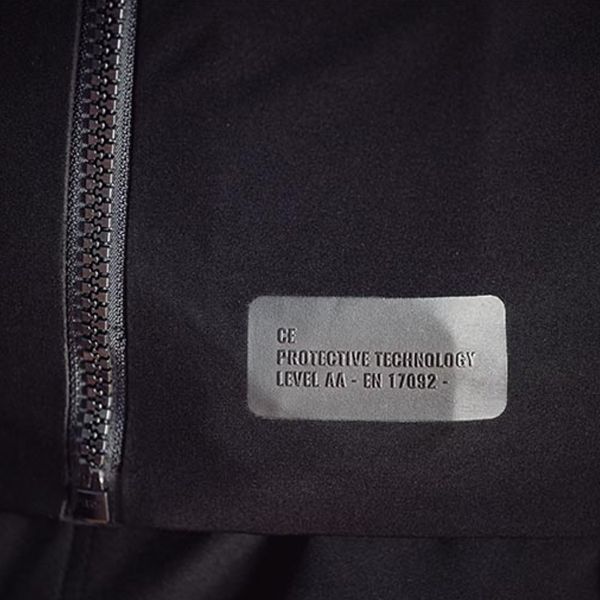 CE
PROTECTIVE TECHNOLOGY
LEVEL AA - EN 17092 -